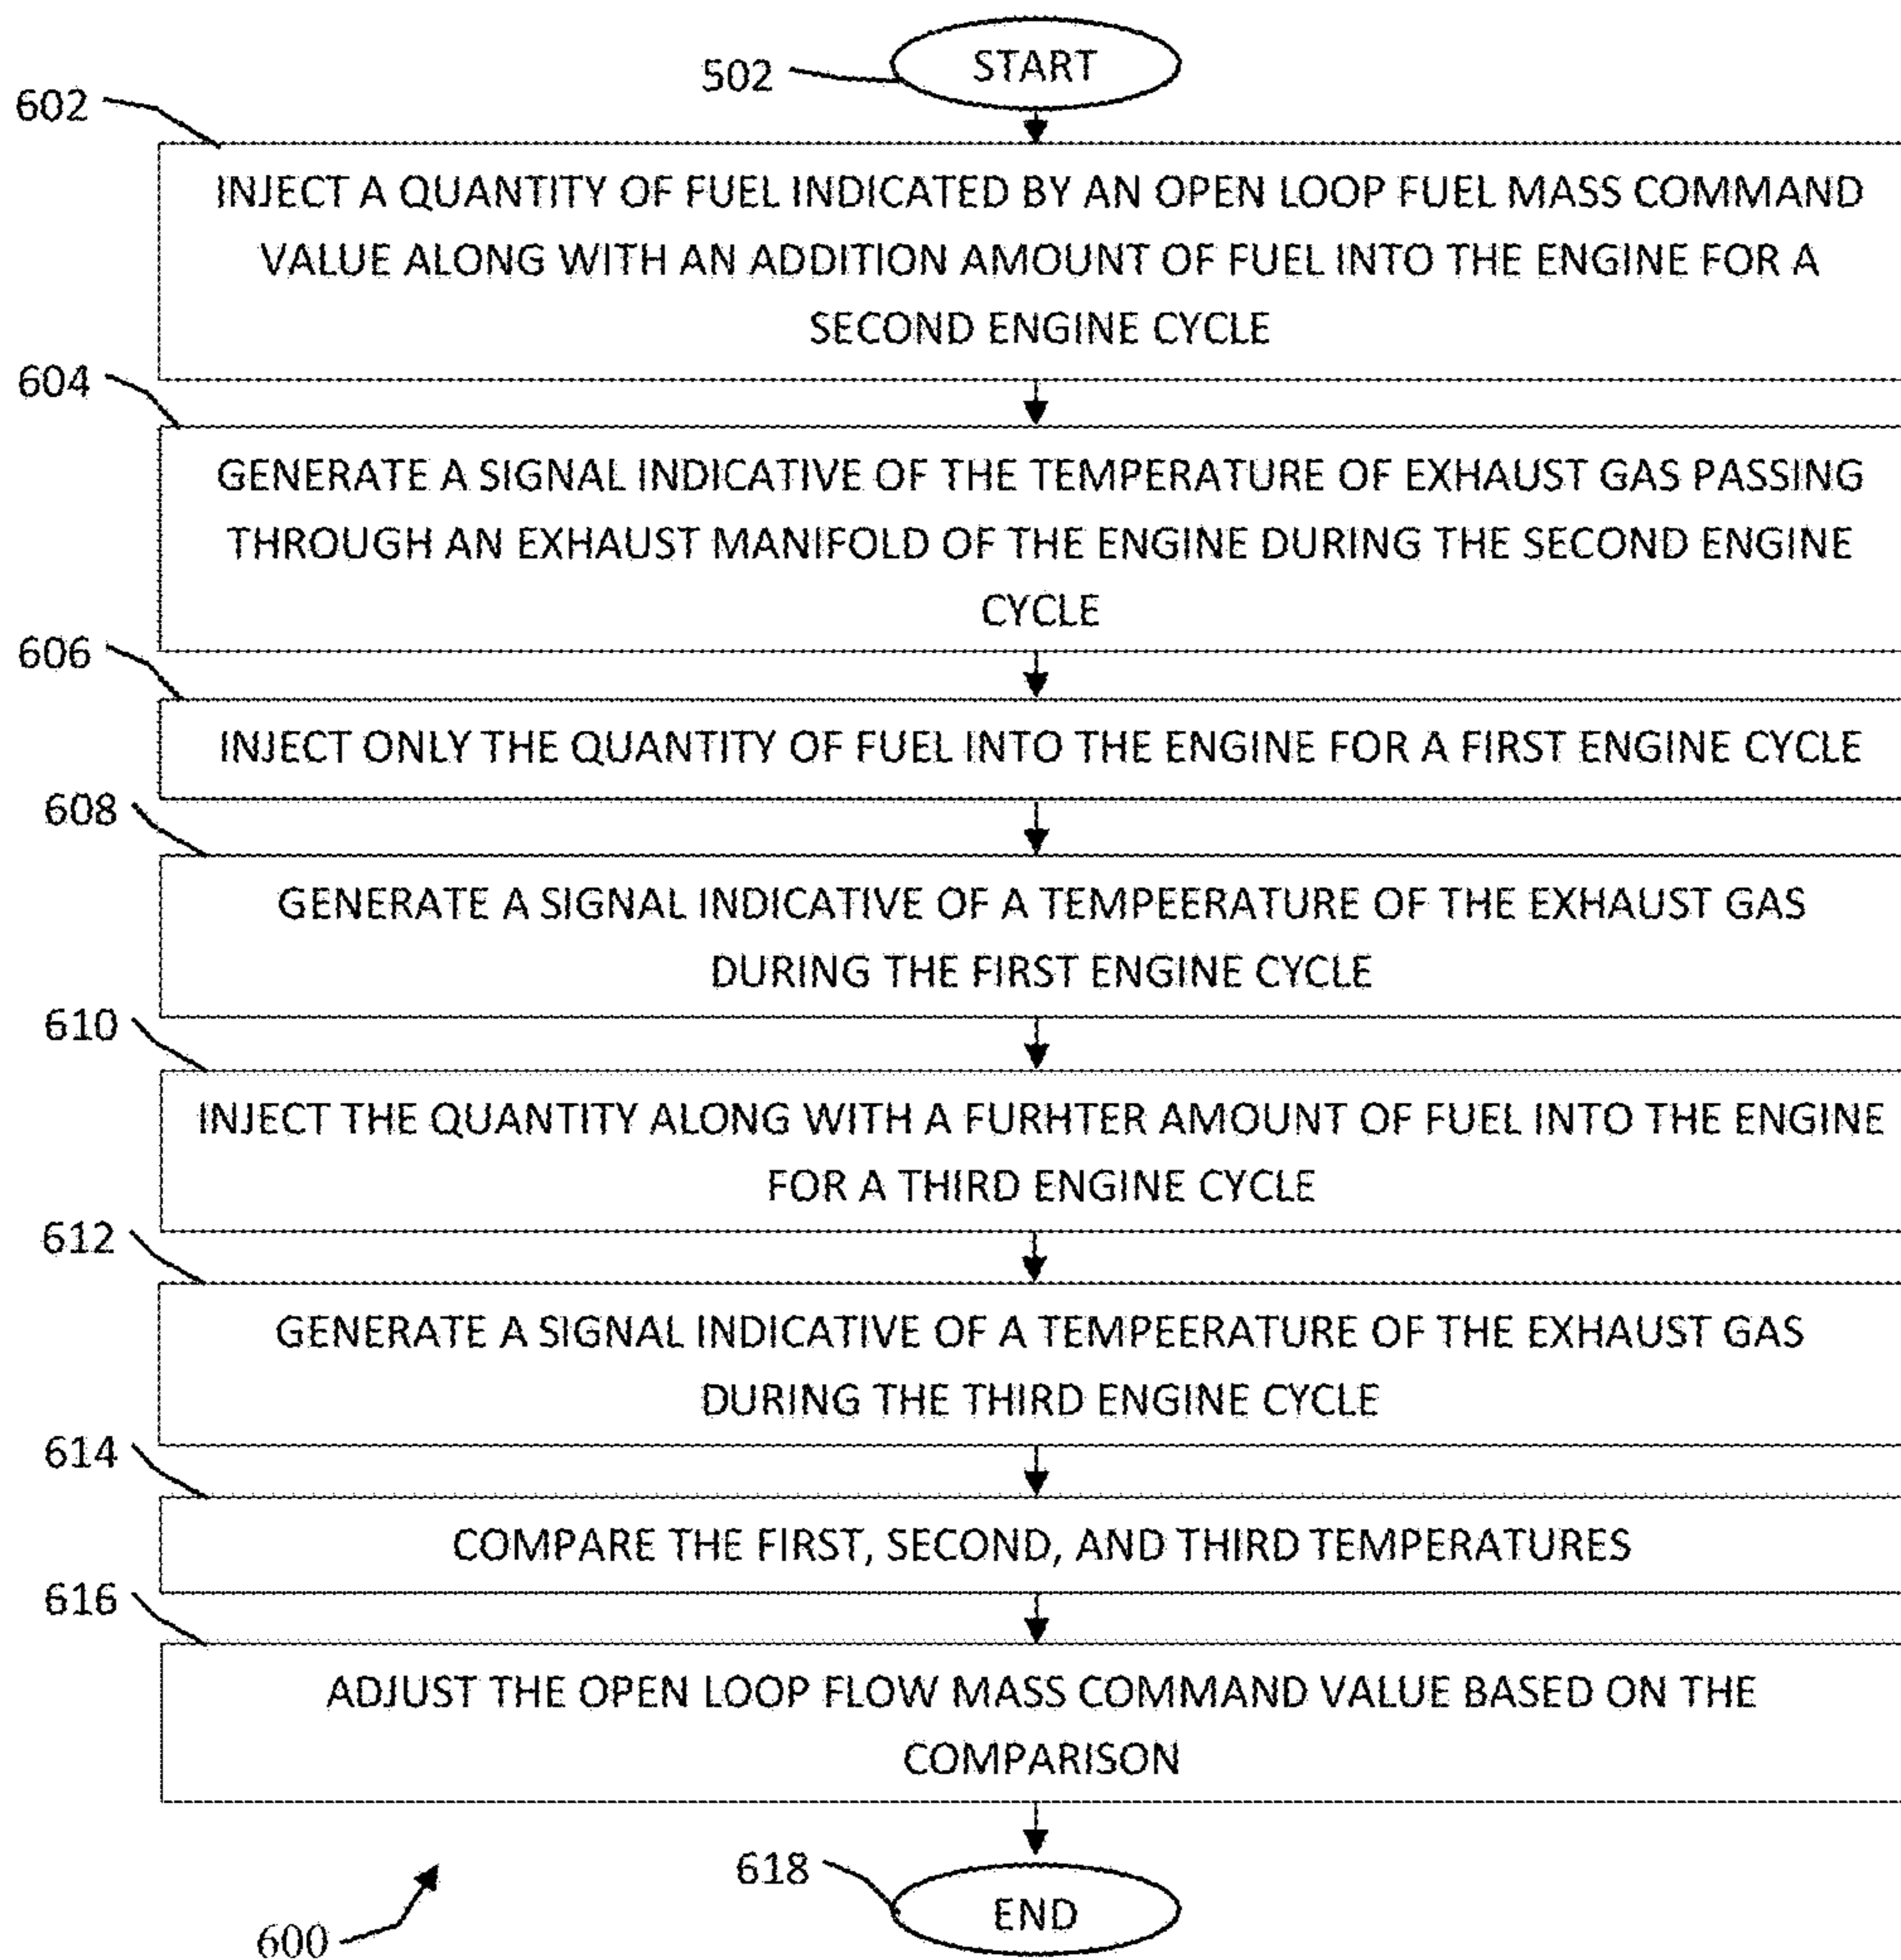 START
502
602
INJECT A QUANTITY OF FUEL INDICATED BY AN OPEN LOOP FUEL MASS COMMAND
VALUE ALONG WITH AN ADDITION AMOUNT OF FUEL INTO THE ENGINE FOR A
SECOND ENGINE CYCLE
604
GENERATE A SIGNAL INDICATIVE OF THE TEMPERATURE OF EXHAUST GAS PASSING
THROUGH AN EXHAUST MANIFOLD OF THE ENGINE DURING THE SECOND ENGINE
CYCLE
606
INJECT ONLY THE QUANTITY OF FUEL INTO THE ENGINE FOR A FIRST ENGINE CYCLE
608
GENERATE A SIGNAL INDICATIVE OF A TEMPEERATURE OF THE EXHAUST GAS
DURING THE FIRST ENGINE CYCLE
610
INJECT THE QUANTITY ALONG WITH A FURHTER AMOUNT OF FUEL INTO THE ENGINE
FOR A THIRD ENGINE CYCLE
612
GENERATE A SIGNAL INDICATIVE OF A TEMPEERATURE OF THE EXHAUST GAS
DURING THE THIRD ENGINE CYCLE
614
COMPARE THE FIRST, SECOND, AND THIRD TEMPERATURES
616
ADJUST THE OPEN LOOP FLOW MASS COMMAND VALUE BASED ON THE
COMPARISON
618
END
600